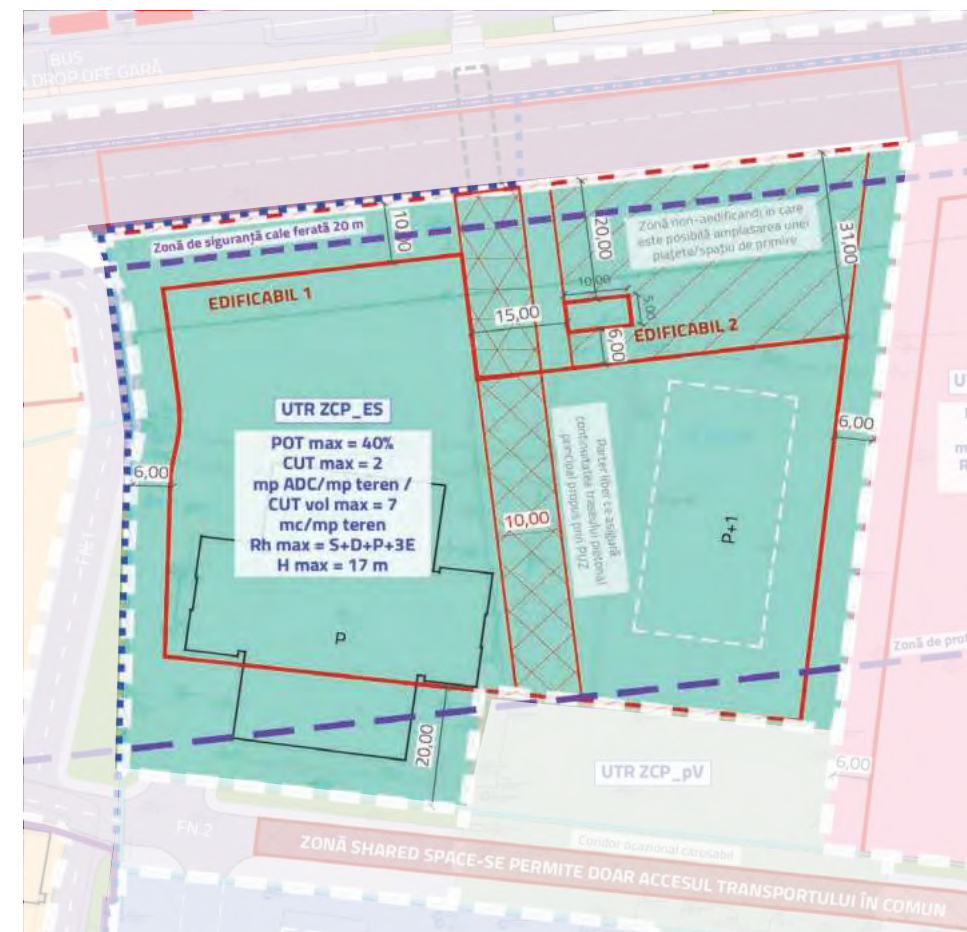 BUS
DROP OFF GARĂ
Zonă de siguranță cale ferată 20 m
10,00
20,00
Zonă non-aedificandi în care
este posibilă amplasarea unei
piațete/spațiu de primire
31,00
EDIFICABIL 1
10,00
5,00
15,00
6,00
EDIFICABIL 2
UTR ZCP_ES
POT max = 40%
CUT max = 2
mp ADC/mp teren /
CUT vol max = 7
mc/mp teren
Rh max = S+D+P+3E
H max = 17 m
6,00
6,00
Parter liber ce asigură
continuitatea traseului pietonal
principal propus prin PUZ
10,00
P+1
P
Zonă de prot
20,00
UTR ZCP_pV
6,00
FN 2
Coridor ocazional carosabil
ZONĂ SHARED SPACE-SE PERMITE DOAR ACCESUL TRANSPORTULUI ÎN COMUN